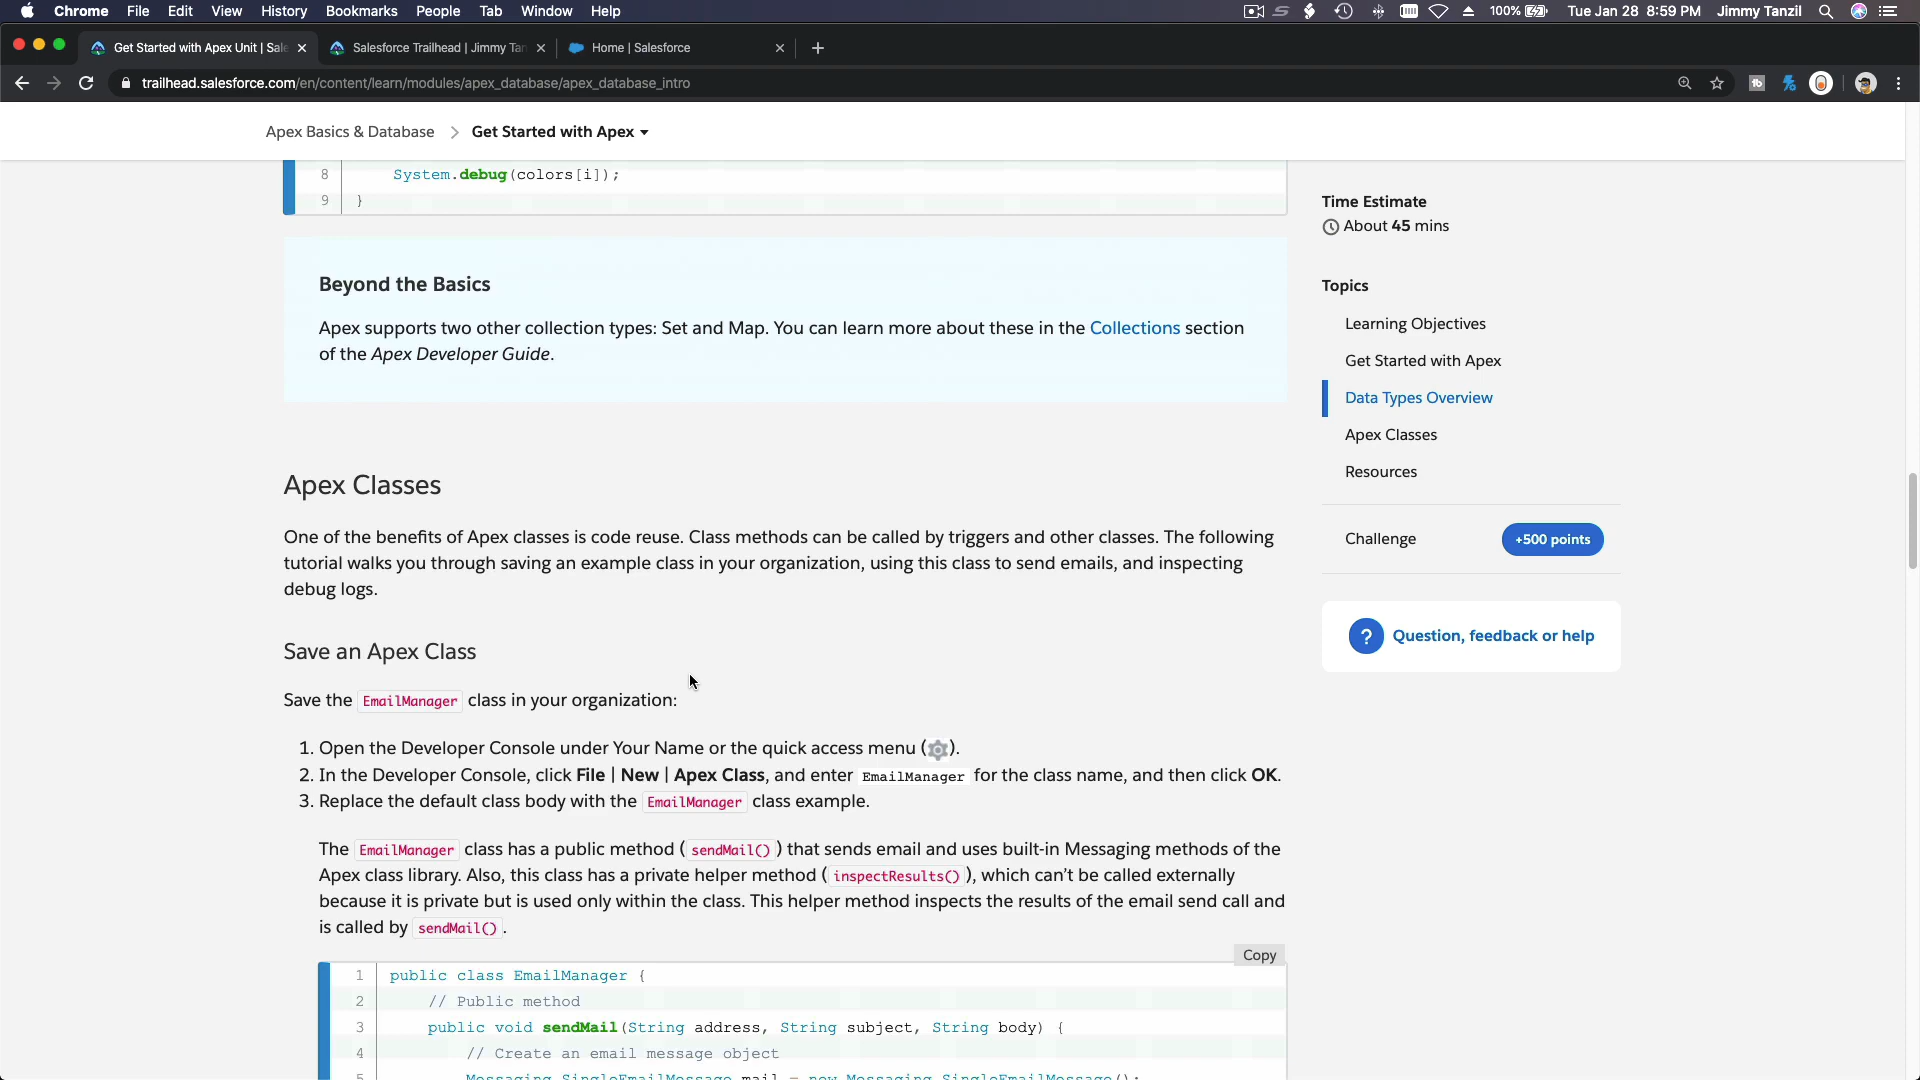 Chrome File Edit View History Bookmarks People Tab Window Help 100% Tue Jan 28 8:59 PM Jimmy Tanzil
Get Started with Apex Unit | Sale Salesforce Trailhead | Jimmy Tan Home | Salesforce
trailhead.salesforce.com/en/content/learn/modules/apex_database/apex_database_intro
Apex Basics & Database > Get Started with Apex
8 System.debug(colors[i]);
9 }
Beyond the Basics
Apex supports two other collection types: Set and Map. You can learn more about these in the Collections section
of the Apex Developer Guide.
Apex Classes
One of the benefits of Apex classes is code reuse. Class methods can be called by triggers and other classes. The following
tutorial walks you through saving an example class in your organization, using this class to send emails, and inspecting
debug logs.
Save an Apex Class
Save the EmailManager class in your organization:
1. Open the Developer Console under Your Name or the quick access menu ( ).
2. In the Developer Console, click File | New | Apex Class, and enter EmailManager for the class name, and then click OK.
3. Replace the default class body with the EmailManager class example.
The EmailManager class has a public method ( sendMail() ) that sends email and uses built-in Messaging methods of the
Apex class library. Also, this class has a private helper method ( inspectResults() ), which can’t be called externally
because it is private but is used only within the class. This helper method inspects the results of the email send call and
is called by sendMail() .
Copy
1 public class EmailManager {
2 // Public method
3 public void sendMail(String address, String subject, String body) {
4 // Create an email message object
5 Messaging.SingleEmailMessage mail = new Messaging.SingleEmailMessage();
Time Estimate
About 45 mins
Topics
Learning Objectives
Get Started with Apex
Data Types Overview
Apex Classes
Resources
Challenge +500 points
? Question, feedback or help